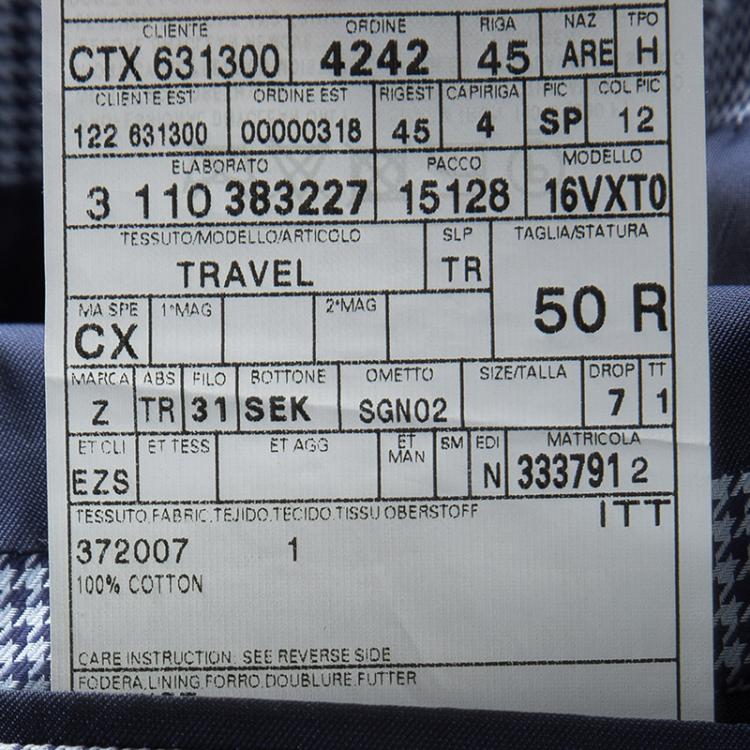 CLIENTE ORDINE RIGA NAZ TPO
CTX 631300 4242 45 ARE H
CLIENTE EST ORDINE EST RIGEST CAPIRIGA PIC COL PIC
122 631300 00000318 45 4 SP 12
ELABORATO PACCO MODELLO
3 110 383227 15128 16VXT0
TESSUTO/MODELLO/ARTICOLO SLP TAGLIA/STATURA
TRAVEL TR 50 R
MA SPE 1°MAG 2°MAG
CX
MARCA ABS FILO BOTTONE OMETTO SIZE/TALLA DROP TT
Z TR 31 SEK SGN02 7 1
ET CLI ET TESS ET AGG ET MAN BM EDI MATRICOLA
EZS N 3337912
TESSUTO.FABRIC.TEJIDO.TECIDO.TISSU OBERSTOFF ITT
372007 1
100% COTTON
CARE INSTRUCTION: SEE REVERSE SIDE
FODERA.LINING.FORRO.DOUBLURE.FUTTER